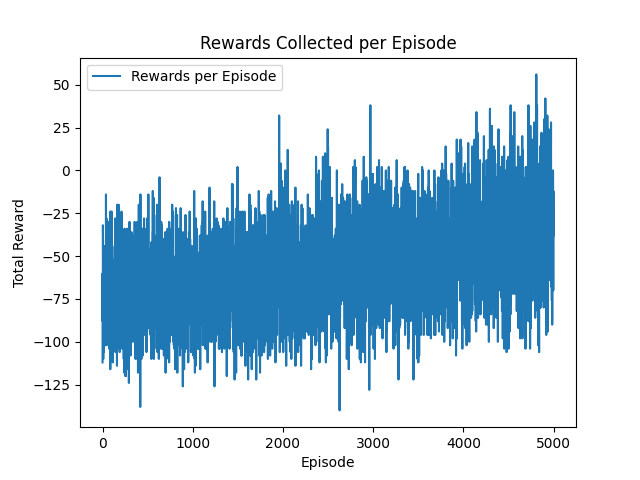 Rewards Collected per Episode
Rewards per Episode
Total Reward
50
25
0
−25
−50
−75
−100
−125
0 1000 2000 3000 4000 5000
Episode